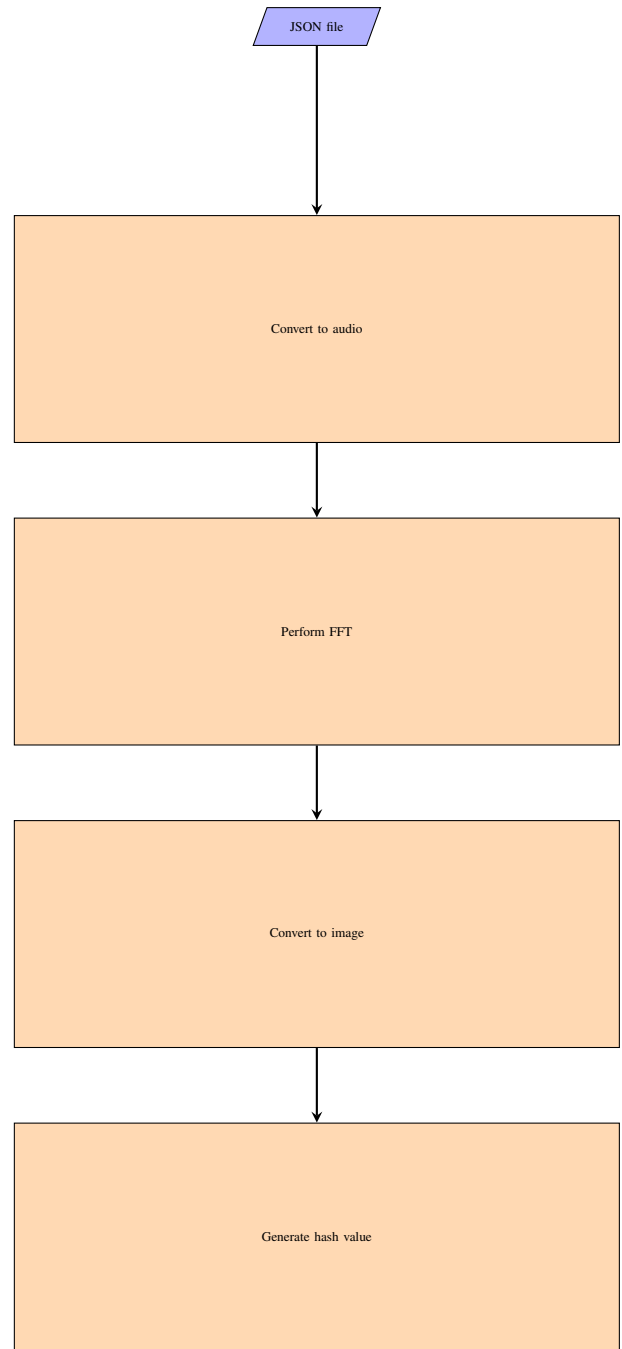 JSON file
Convert to audio
Perform FFT
Convert to image
Generate hash value